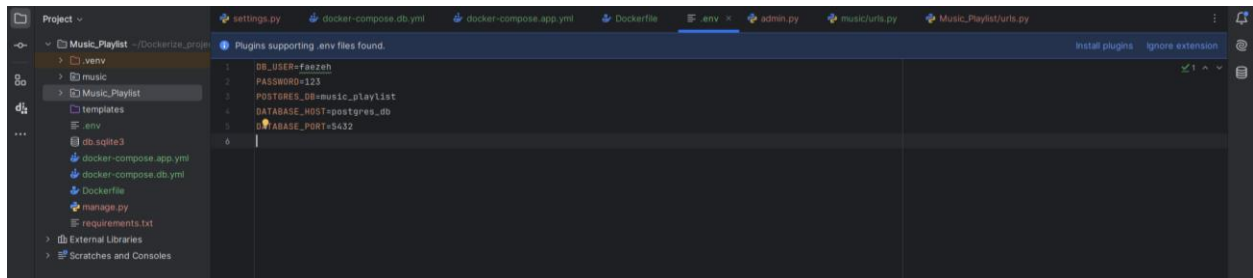 Project
settings.py docker-compose.db.yml docker-compose.app.yml Dockerfile .env admin.py music/urls.py Music_Playlist/urls.py
Music_Playlist ~/Dockerize_proje
Plugins supporting .env files found. Install plugins Ignore extension
.venv
music
Music_Playlist
templates
.env
db.sqlite3
docker-compose.app.yml
docker-compose.db.yml
Dockerfile
manage.py
requirements.txt
External Libraries
Scratches and Consoles
1 DB_USER=faezeh
2 PASSWORD=123
3 POSTGRES_DB=music_playlist
4 DATABASE_HOST=postgres_db
5 DATABASE_PORT=5432
6
1